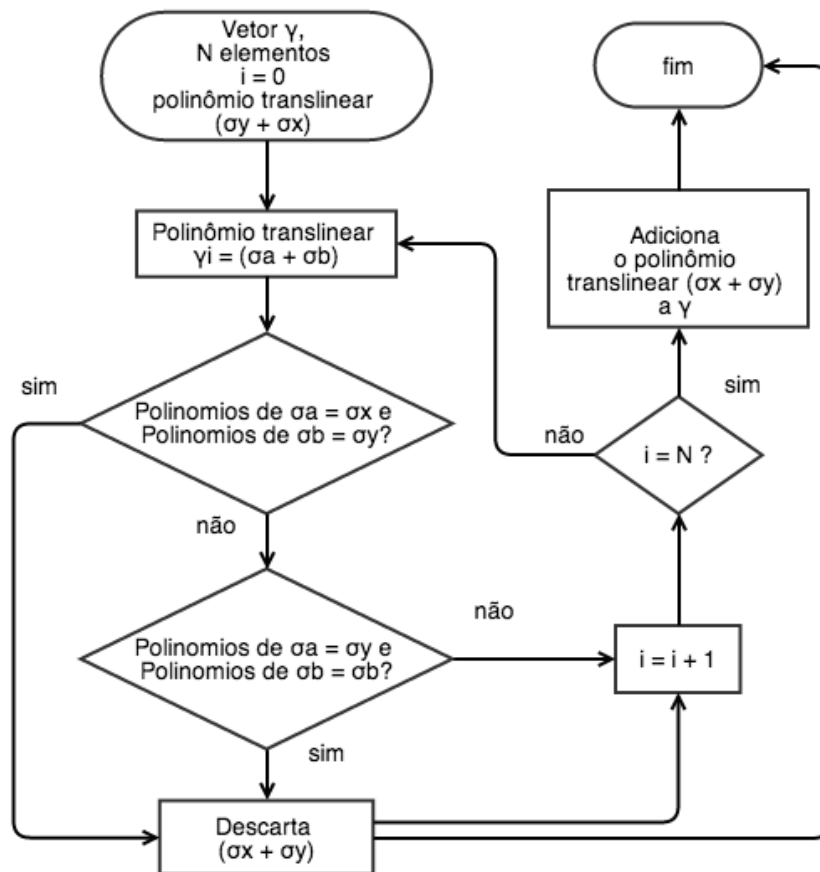 Vetor γ,
N elementos
i = 0
polinômio translinear
(σy + σx)
Polinômio translinear
γi = (σa + σb)
sim
Polinomios de σa = σx e
Polinomios de σb = σy?
não
Polinomios de σa = σy e
Polinomios de σb = σb?
não
sim
Descarta
(σx + σy)
i = i + 1
i = N ?
não
sim
Adiciona
o polinômio
translinear (σx + σy)
a γ
fim